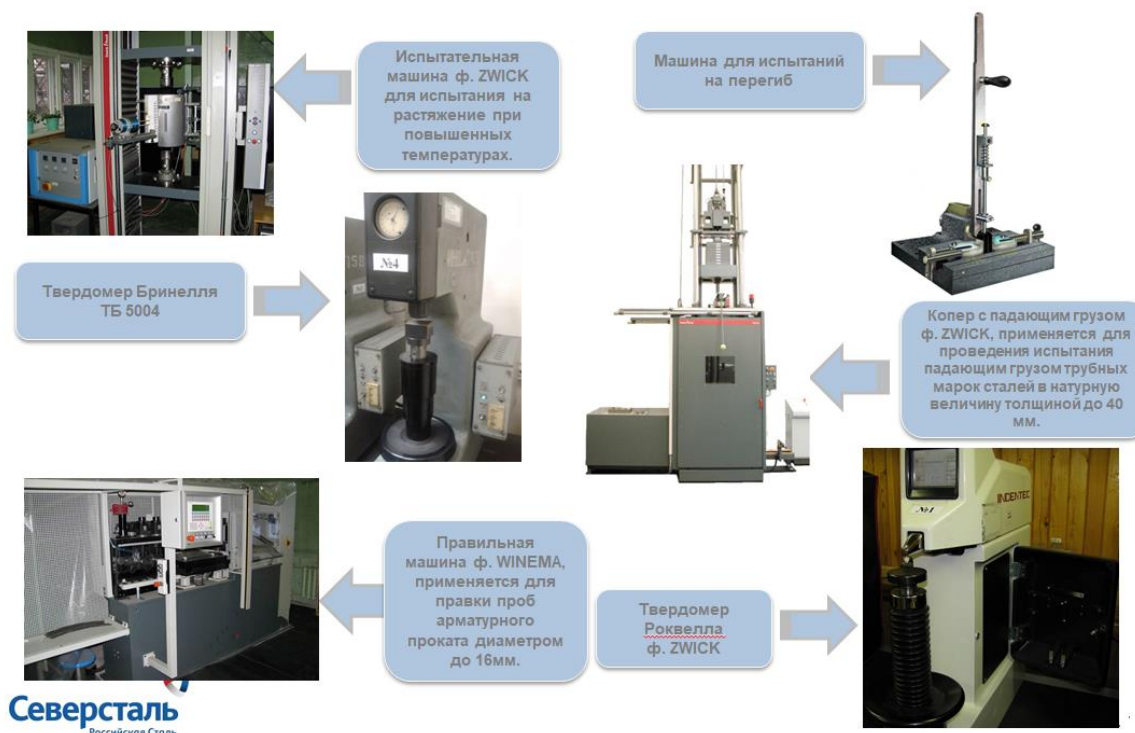 Испытательная
машина ф. ZWICK
для испытания на
растяжение при
повышенных
температурах.
Машина для испытаний
на перегиб
Твердомер Бринелля
ТБ 5004
№4
Копер с падающим грузом
ф. ZWICK, применяется для
проведения испытания
падающим грузом трубных
марок сталей в натурную
величину толщиной до 40
мм.
Правильная
машина ф. WINEMA,
применяется для
правки проб
арматурного
проката диаметром
до 16мм.
Твердомер
Роквелла
ф. ZWICK
INDENTEC
№1
Северсталь
Российская Сталь